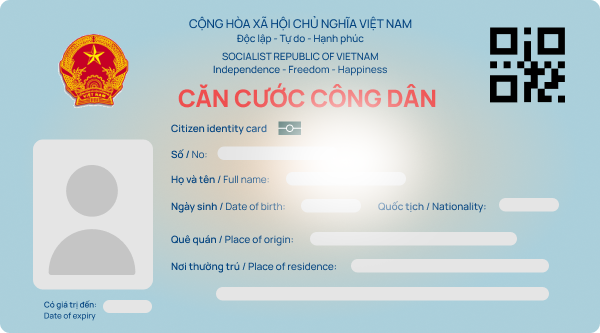 CỘNG HÒA XÃ HỘI CHỦ NGHĨA VIỆT NAM
Độc lập - Tự do - Hạnh phúc
SOCIALIST REPUBLIC OF VIETNAM
Independence - Freedom - Happiness
VIỆT NAM
CĂN CƯỚC CÔNG DÂN
Citizen identity card
Số / No:
Họ và tên / Full name:
Ngày sinh / Date of birth: Quốc tịch / Nationality:
Quê quán / Place of origin:
Nơi thường trú / Place of residence:
Có giá trị đến:
Date of expiry